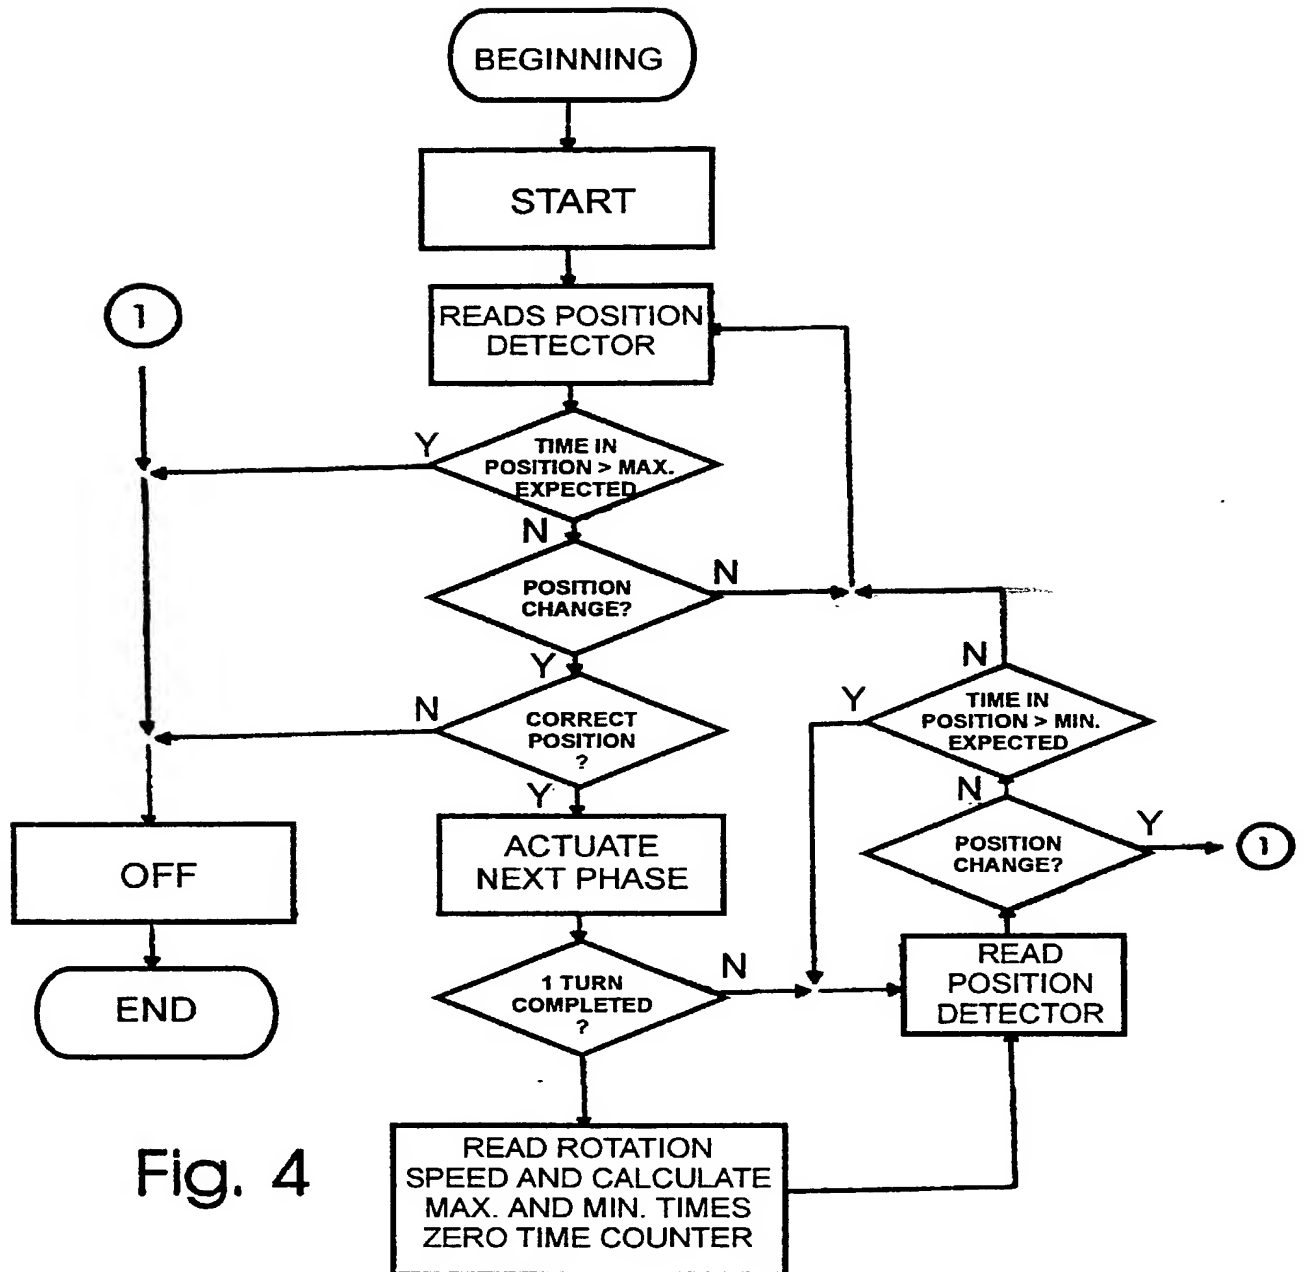 BEGINNING
START
1
READS POSITION
DETECTOR
Y
TIME IN
POSITION > MAX.
EXPECTED
N
POSITION
CHANGE?
N
Y
N
CORRECT
POSITION
?
Y
N
TIME IN
POSITION > MIN.
EXPECTED
Y
N
POSITION
CHANGE?
Y
1
OFF
ACTUATE
NEXT PHASE
END
1 TURN
COMPLETED
?
N
READ
POSITION
DETECTOR
READ ROTATION
SPEED AND CALCULATE
MAX. AND MIN. TIMES
ZERO TIME COUNTER
Fig. 4